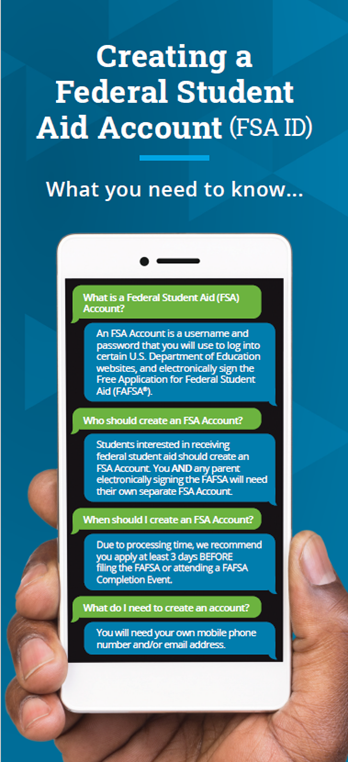 Creating a
Federal Student
Aid Account (FSA ID)
What you need to know...
What is a Federal Student Aid (FSA)
Account?
An FSA Account is a username and
password that you will use to log into
certain U.S. Department of Education
websites, and electronically sign the
Free Application for Federal Student
Aid (FAFSA®).
Who should create an FSA Account?
Students interested in receiving
federal student aid should create an
FSA Account. You AND any parent
electronically signing the FAFSA will need
their own separate FSA Account.
When should I create an FSA Account?
Due to processing time, we recommend
you apply at least 3 days BEFORE
filing the FAFSA or attending a FAFSA
Completion Event.
What do I need to create an account?
You will need your own mobile phone
number and/or email address.